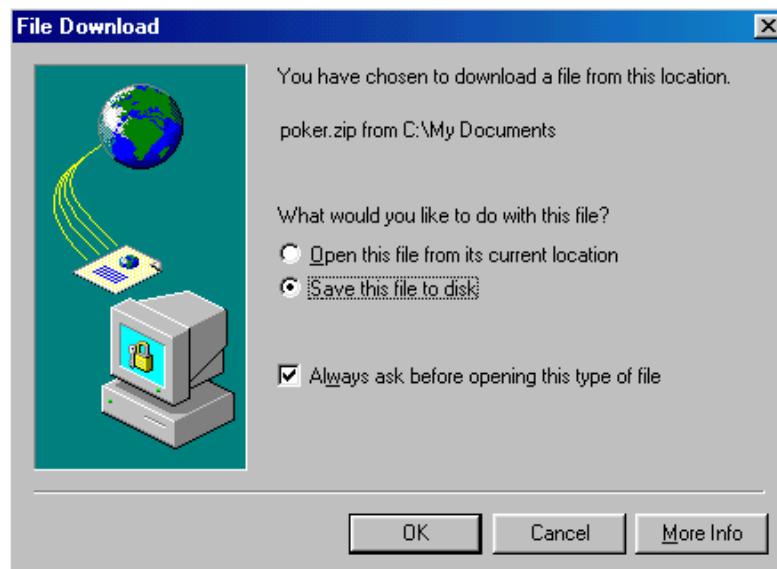 File Download
You have chosen to download a file from this location.
poker.zip from C:\My Documents
What would you like to do with this file?
Open this file from its current location
Save this file to disk
Always ask before opening this type of file
OK Cancel More Info